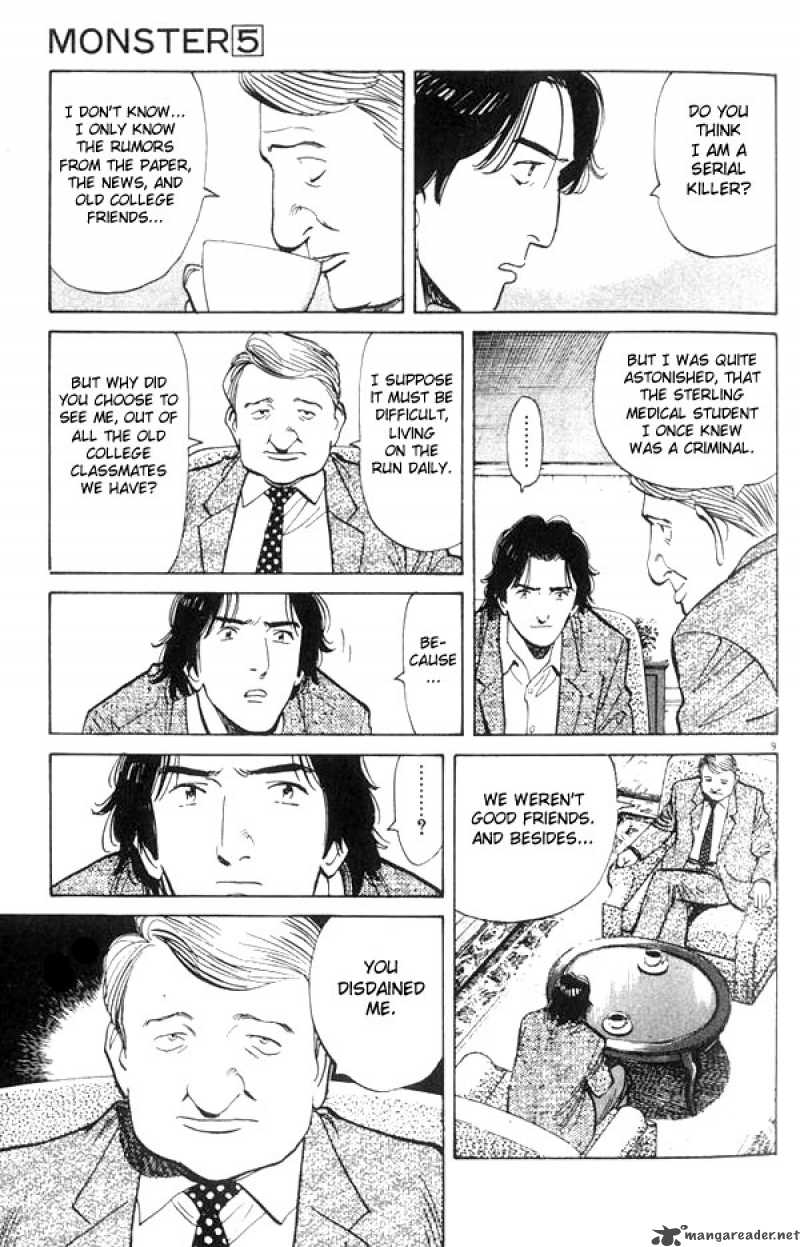 MONSTER 5
DO YOU
THINK
I AM A
SERIAL
KILLER?
I DON'T KNOW...
I ONLY KNOW
THE RUMORS
FROM THE PAPER,
THE NEWS, AND
OLD COLLEGE
FRIENDS...
BUT I WAS QUITE
ASTONISHED, THAT
THE STERLING
MEDICAL STUDENT
I ONCE KNEW
WAS A CRIMINAL.
........
I SUPPOSE
IT MUST BE
DIFFICULT,
LIVING
ON THE
RUN DAILY.
BUT WHY DID
YOU CHOOSE TO
SEE ME, OUT OF
ALL THE OLD
COLLEGE
CLASSMATES
WE HAVE?
BE-
CAUSE
...
9
WE WEREN'T
GOOD FRIENDS.
AND BESIDES...
........?
YOU
DISDAINED
ME.
mangareader.net